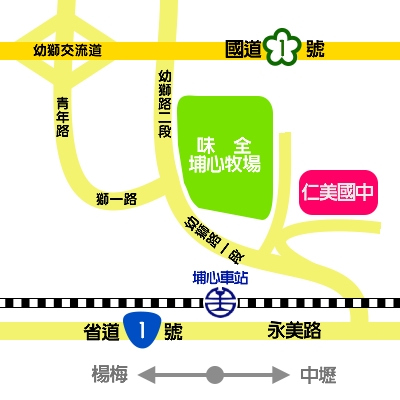 國道1號
幼獅交流道
幼獅路二段
青年路
味 全
埔心牧場
仁美國中
獅一路
幼獅路一段
埔心車站
省道1號
永美路
楊梅
中壢